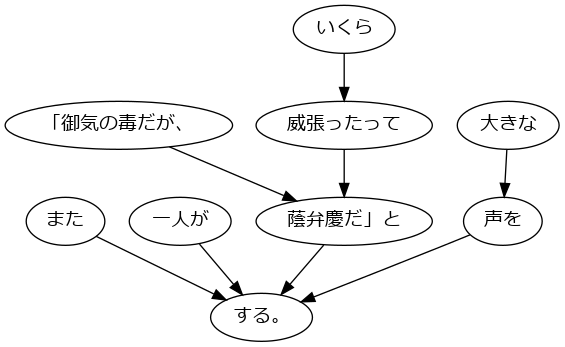 いくら
「御気の毒だが、
威張ったって
大きな
また
一人が
蔭弁慶だ」と
声を
する。